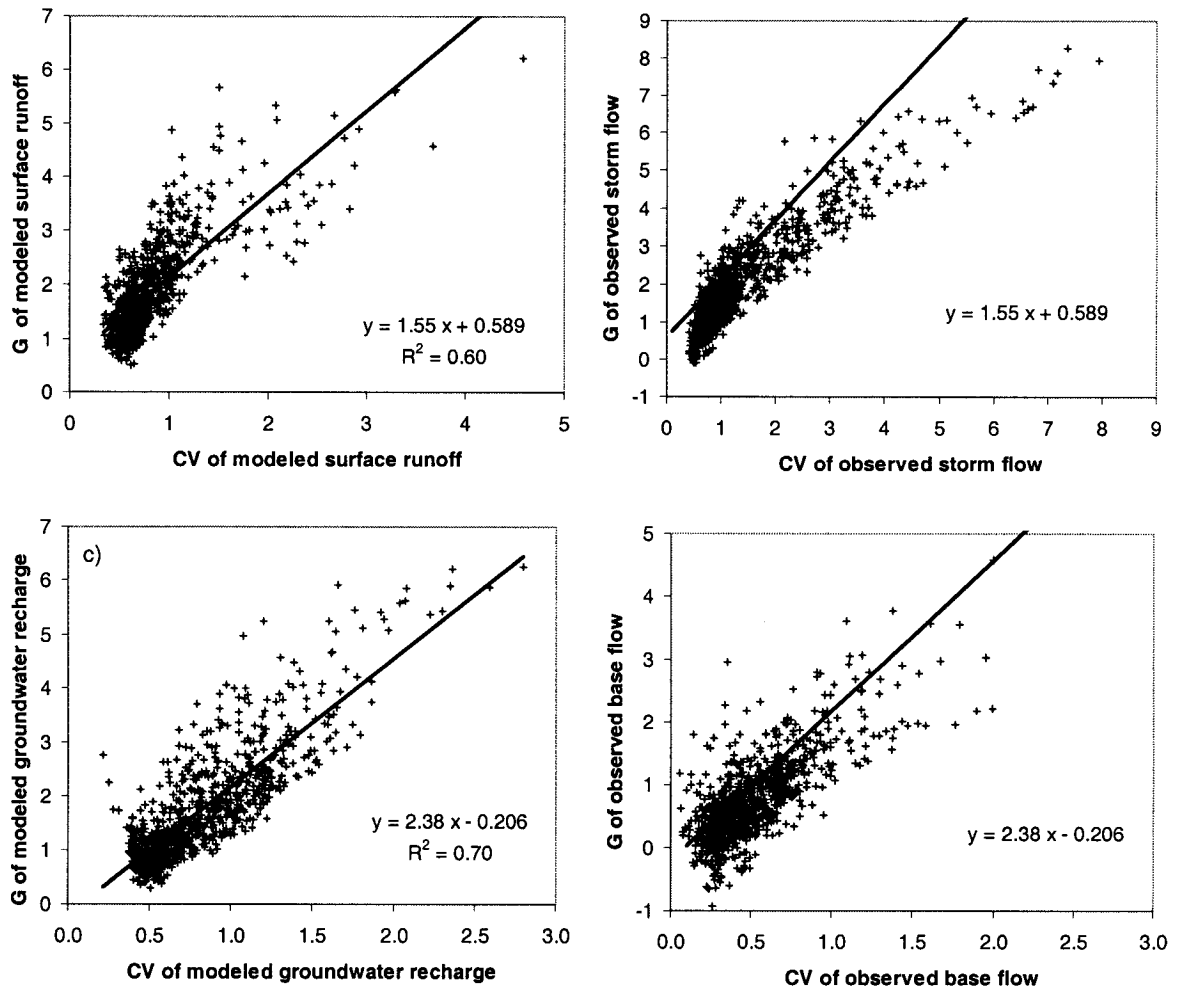 7
6
5
4
3
2
1
0
G of modeled surface runoff
y = 1.55 x + 0.589
R² = 0.60
0 1 2 3 4 5
CV of modeled surface runoff
9
8
7
6
5
4
3
2
1
0
-1
G of observed storm flow
y = 1.55 x + 0.589
0 1 2 3 4 5 6 7 8 9
CV of observed storm flow
7
6
5
4
3
2
1
0
G of modeled groundwater recharge
c)
y = 2.38 x - 0.206
R² = 0.70
0.0 0.5 1.0 1.5 2.0 2.5 3.0
CV of modeled groundwater recharge
5
4
3
2
1
0
-1
G of observed base flow
y = 2.38 x - 0.206
0.0 0.5 1.0 1.5 2.0 2.5 3.0
CV of observed base flow